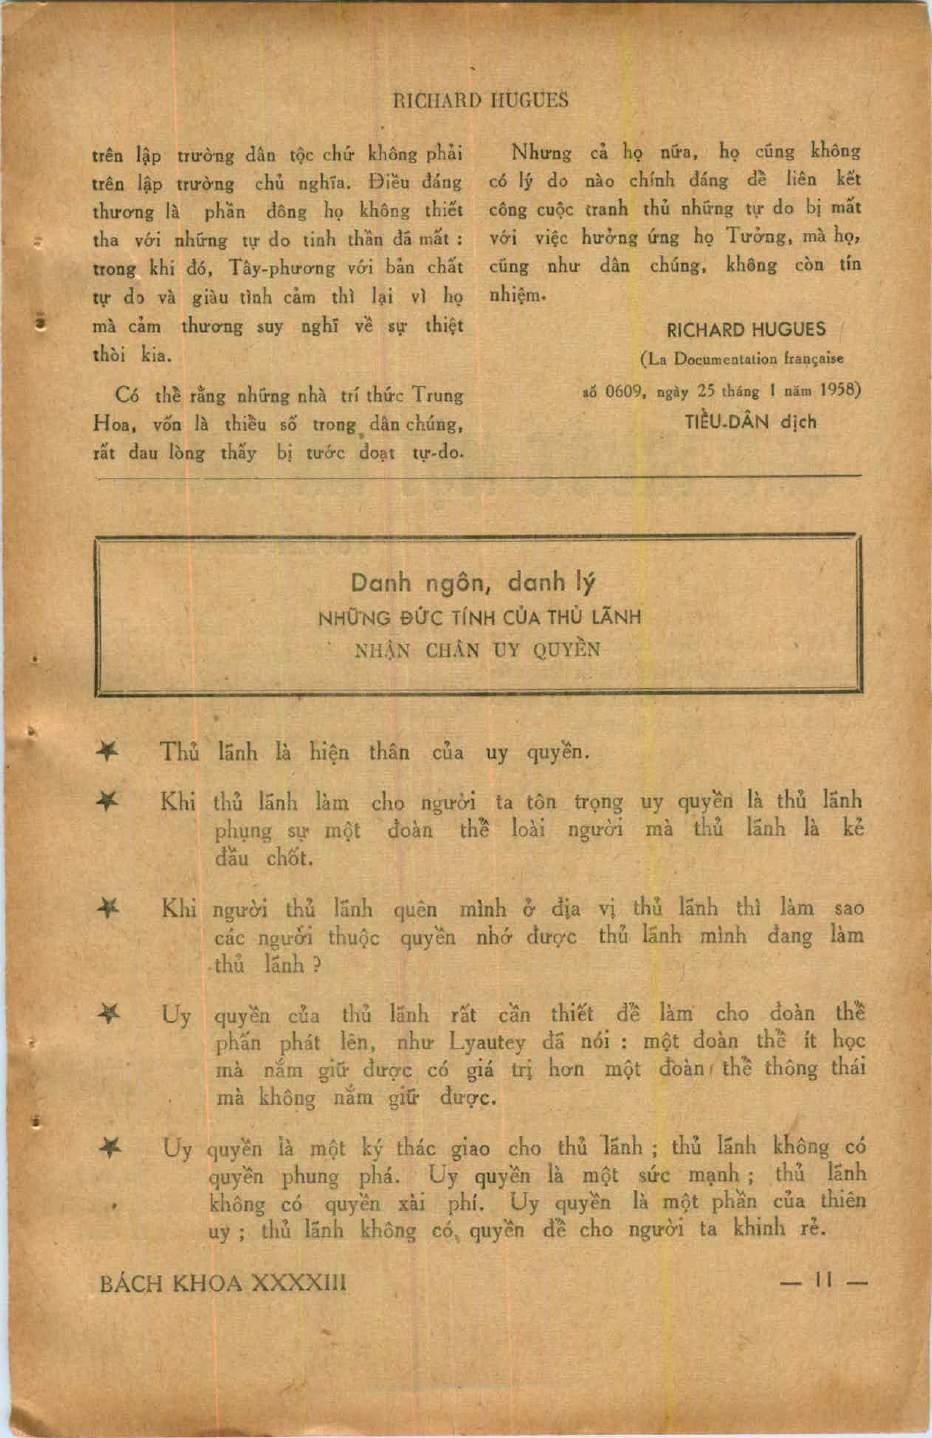 RICHARD HUGUES
trên lập trường dân tộc chứ không phải
trên lập trường chủ nghĩa. Điều đáng
thương là phần đông họ không thiết
tha với những tự do tinh thần đã mất :
trong khi đó, Tây-phương với bản chất
tự do và giàu tình cảm thì lại vì họ
mà cảm thương suy nghĩ về sự thiệt
thòi kia.
Có thể rằng những nhà trí thức Trung
Hoa, vốn là thiểu số trong dân chúng,
rất đau lòng thấy bị tước đoạt tự-do.
Nhưng cả họ nữa, họ cũng không
có lý do nào chính đáng để liên kết
công cuộc tranh thủ những tự do bị mất
với việc hưởng ứng họ Tưởng, mà họ,
cũng như dân chúng, không còn tín
nhiệm.
RICHARD HUGUES
(La Documentation française
số 0609, ngày 25 tháng 1 năm 1958)
TIỂU-DÂN dịch
Danh ngôn, danh lý
NHỮNG ĐỨC TÍNH CỦA THỦ LÃNH
NHẬN CHÂN UY QUYỀN
★ Thủ lãnh là hiện thân của uy quyền.
★ Khi thủ lãnh làm cho người ta tôn trọng uy quyền là thủ lãnh
phụng sự một đoàn thể loài người mà thủ lãnh là kẻ
đầu chốt.
★ Khi người thủ lãnh quên mình ở địa vị thủ lãnh thì làm sao
các người thuộc quyền nhớ được thủ lãnh mình đang làm
thủ lãnh ?
★ Uy quyền của thủ lãnh rất cần thiết để làm cho đoàn thể
phấn phát lên, như Lyautey đã nói : một đoàn thể ít học
mà nắm giữ được có giá trị hơn một đoàn thể thông thái
mà không nắm giữ được.
★ Uy quyền là một ký thác giao cho thủ lãnh ; thủ lãnh không có
quyền phung phá. Uy quyền là một sức mạnh ; thủ lãnh
không có quyền xài phí. Uy quyền là một phần của thiên
uy ; thủ lãnh không có quyền để cho người ta khinh rẻ.
BÁCH KHOA XXXXIII
— 11 —